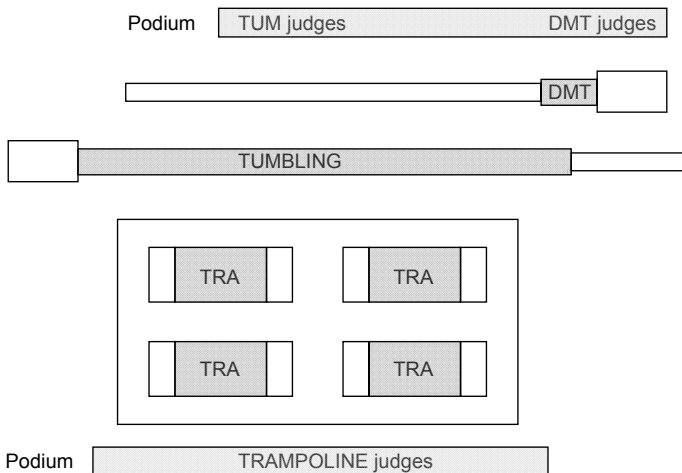 Podium TUM judges DMT judges
DMT
TUMBLING
TRA TRA
TRA TRA
Podium TRAMPOLINE judges